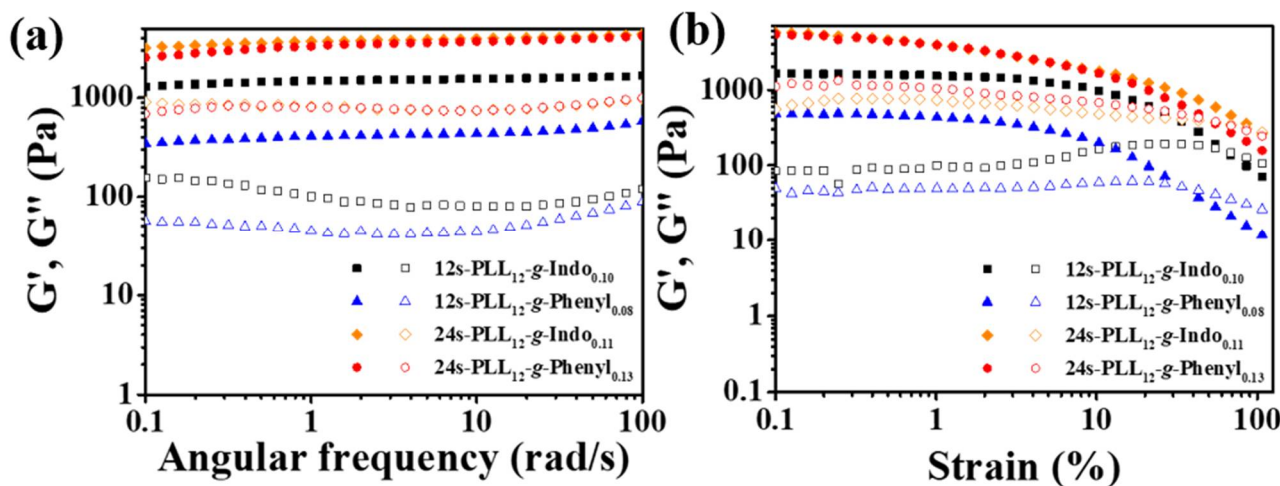 (a)
G', G'' (Pa)
1000
100
10
1
0.1
1
10
100
Angular frequency (rad/s)
12s-PLL₁₂-g-Indo₀.₁₀
12s-PLL₁₂-g-Phenyl₀.₀₈
24s-PLL₁₂-g-Indo₀.₁₁
24s-PLL₁₂-g-Phenyl₀.₁₃
(b)
G', G'' (Pa)
1000
100
10
1
0.1
0.1
1
10
100
Strain (%)
12s-PLL₁₂-g-Indo₀.₁₀
12s-PLL₁₂-g-Phenyl₀.₀₈
24s-PLL₁₂-g-Indo₀.₁₁
24s-PLL₁₂-g-Phenyl₀.₁₃